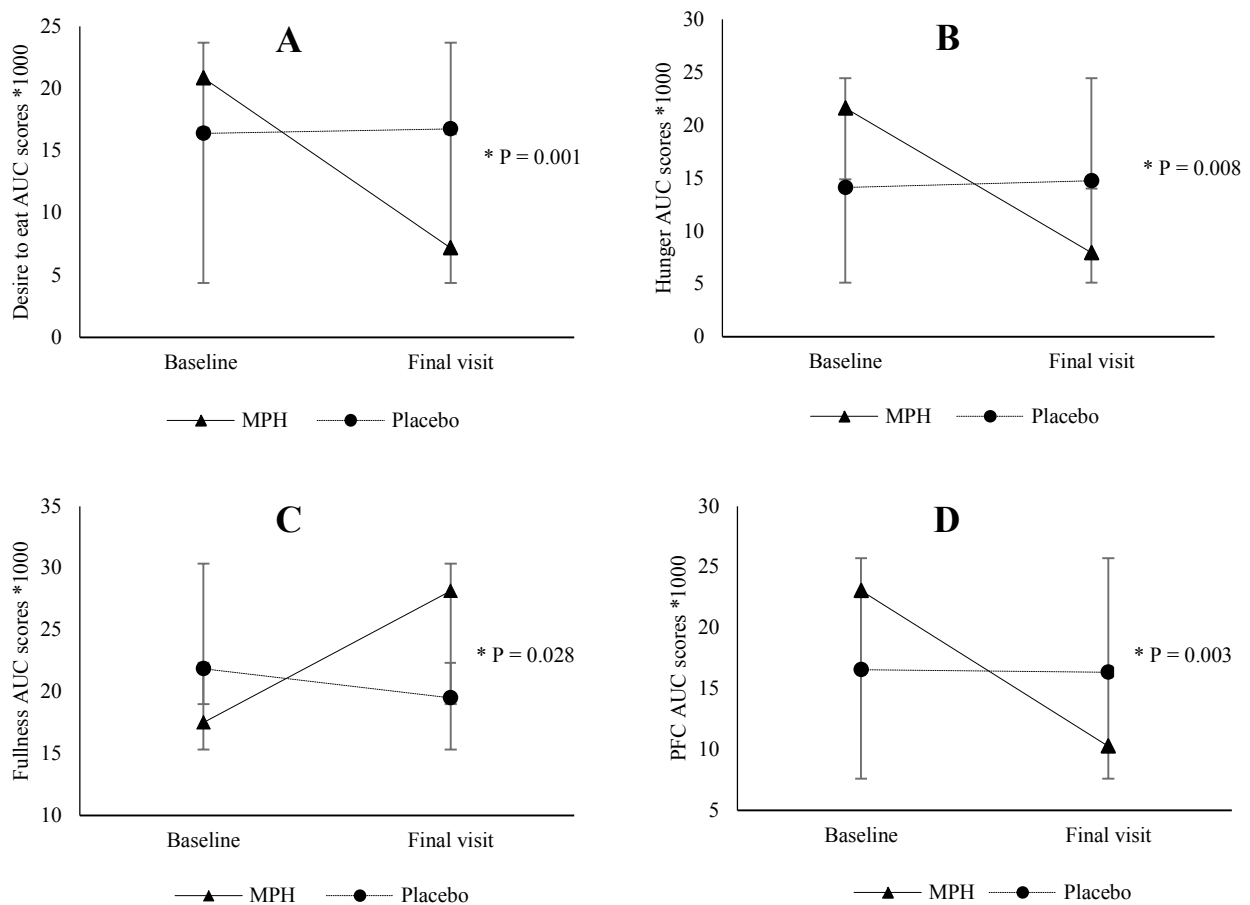 A
Desire to eat AUC scores *1000
25
20
15
10
5
0
* P = 0.001
Baseline
Final visit
MPH
Placebo
B
Hunger AUC scores *1000
30
25
20
15
10
5
0
* P = 0.008
Baseline
Final visit
MPH
Placebo
C
Fullness AUC scores *1000
35
30
25
20
15
10
* P = 0.028
Baseline
Final visit
MPH
Placebo
D
PFC AUC scores *1000
30
25
20
15
10
5
* P = 0.003
Baseline
Final visit
MPH
Placebo